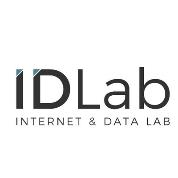 IDLab
INTERNET & DATA LAB